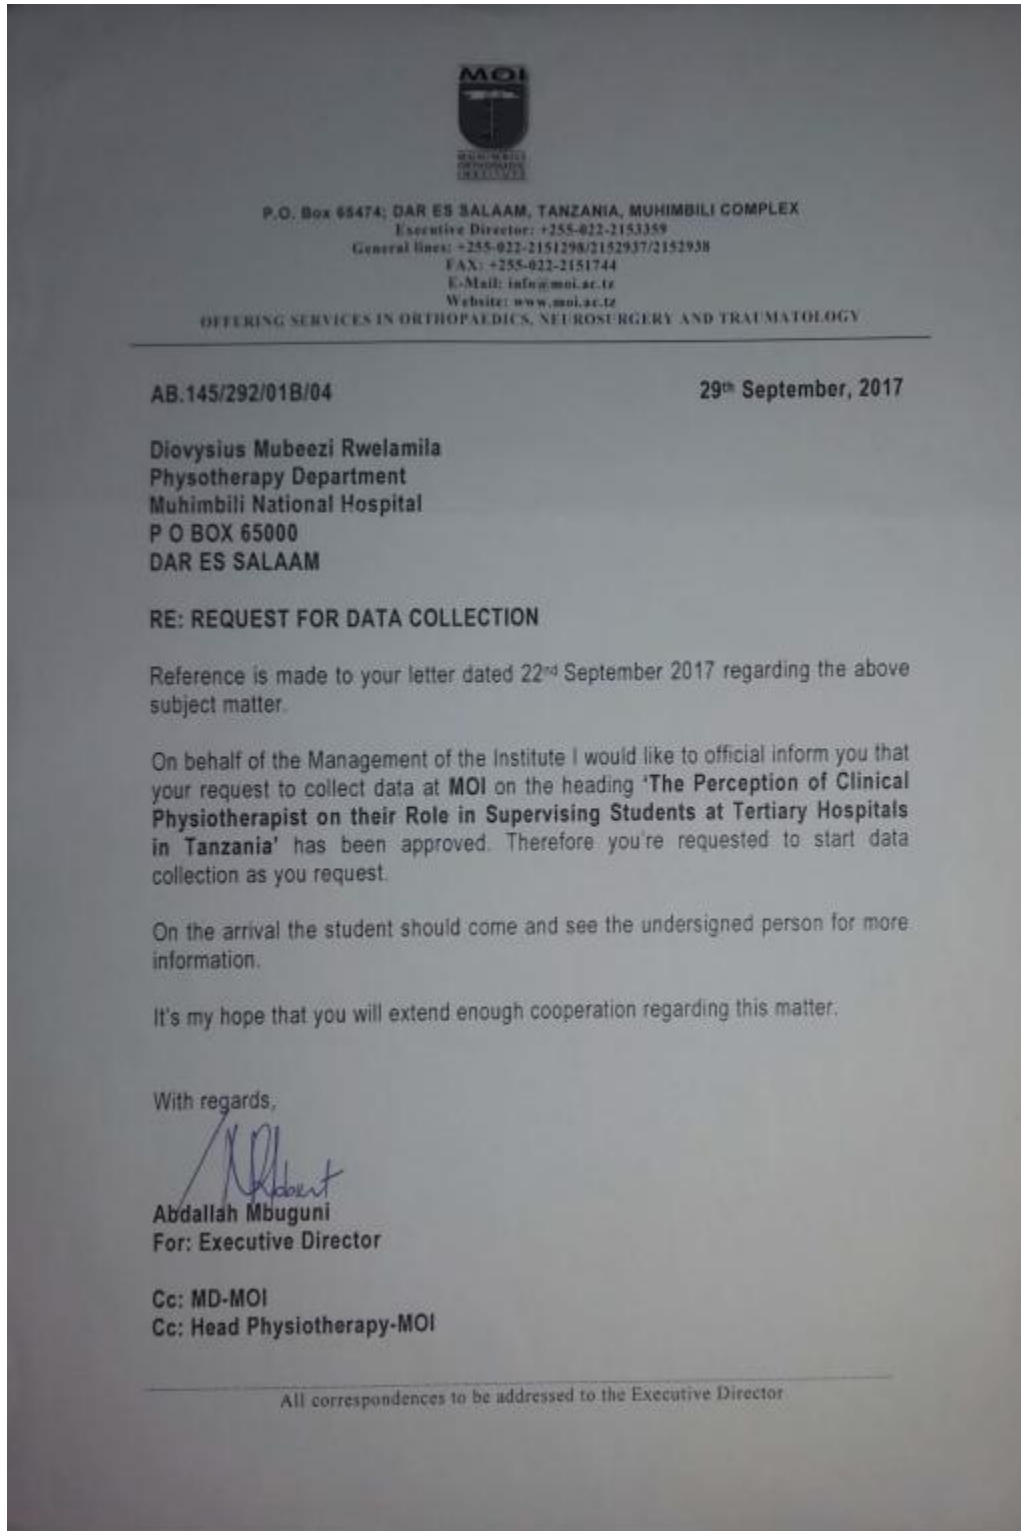 MOI
MUHIMBILI
ORTHOPAEDIC
INSTITUTE
P.O. Box 65474; DAR ES SALAAM, TANZANIA, MUHIMBILI COMPLEX
Executive Director: +255-022-2153359
General lines: +255-022-2151298/2152937/2152938
FAX: +255-022-2151744
E-Mail: info@moi.ac.tz
Website: www.moi.ac.tz
OFFERING SERVICES IN ORTHOPAEDICS, NEUROSURGERY AND TRAUMATOLOGY
AB.145/292/01B/04 29th September, 2017
Diovysius Mubeezi Rwelamila
Physotherapy Department
Muhimbili National Hospital
P O BOX 65000
DAR ES SALAAM
RE: REQUEST FOR DATA COLLECTION
Reference is made to your letter dated 22nd September 2017 regarding the above
subject matter.
On behalf of the Management of the Institute I would like to official inform you that
your request to collect data at MOI on the heading 'The Perception of Clinical
Physiotherapist on their Role in Supervising Students at Tertiary Hospitals
in Tanzania' has been approved. Therefore you're requested to start data
collection as you request.
On the arrival the student should come and see the undersigned person for more
information.
It's my hope that you will extend enough cooperation regarding this matter.
With regards,
Abdallah Mbuguni
For: Executive Director
Cc: MD-MOI
Cc: Head Physiotherapy-MOI
All correspondences to be addressed to the Executive Director